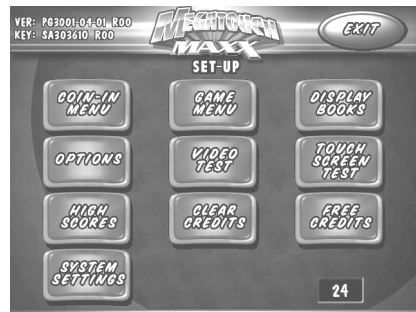 VER: PG3001-04-01 R00
KEY: SA303610 R00
MEGATOUCH
MAXX
EXIT
SET-UP
COIN-IN
MENU
GAME
MENU
DISPLAY
BOOKS
OPTIONS
VIDEO
TEST
TOUCH
SCREEN
TEST
HIGH
SCORES
CLEAR
CREDITS
FREE
CREDITS
SYSTEM
SETTINGS
24